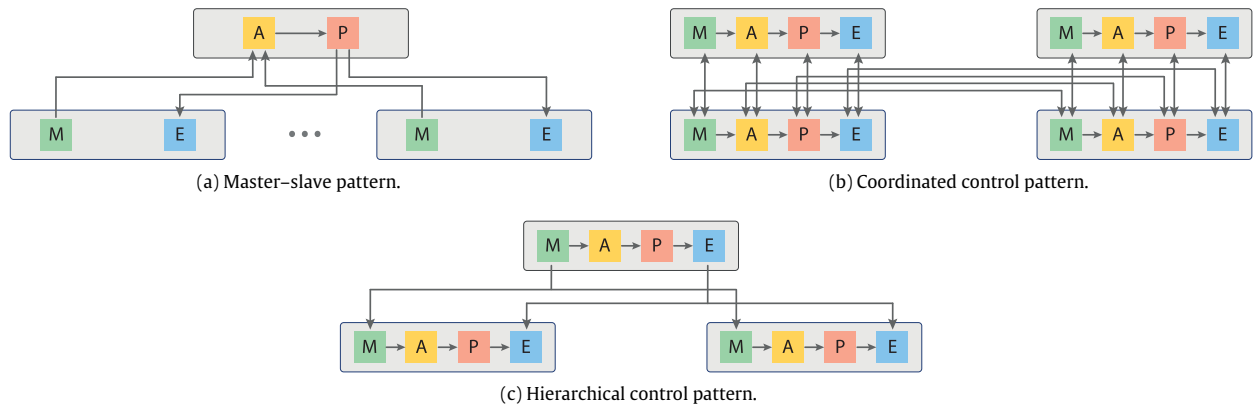 A P
M E M E
(a) Master–slave pattern.
M A P E M A P E
M A P E M A P E
(b) Coordinated control pattern.
M A P E
M A P E M A P E
(c) Hierarchical control pattern.